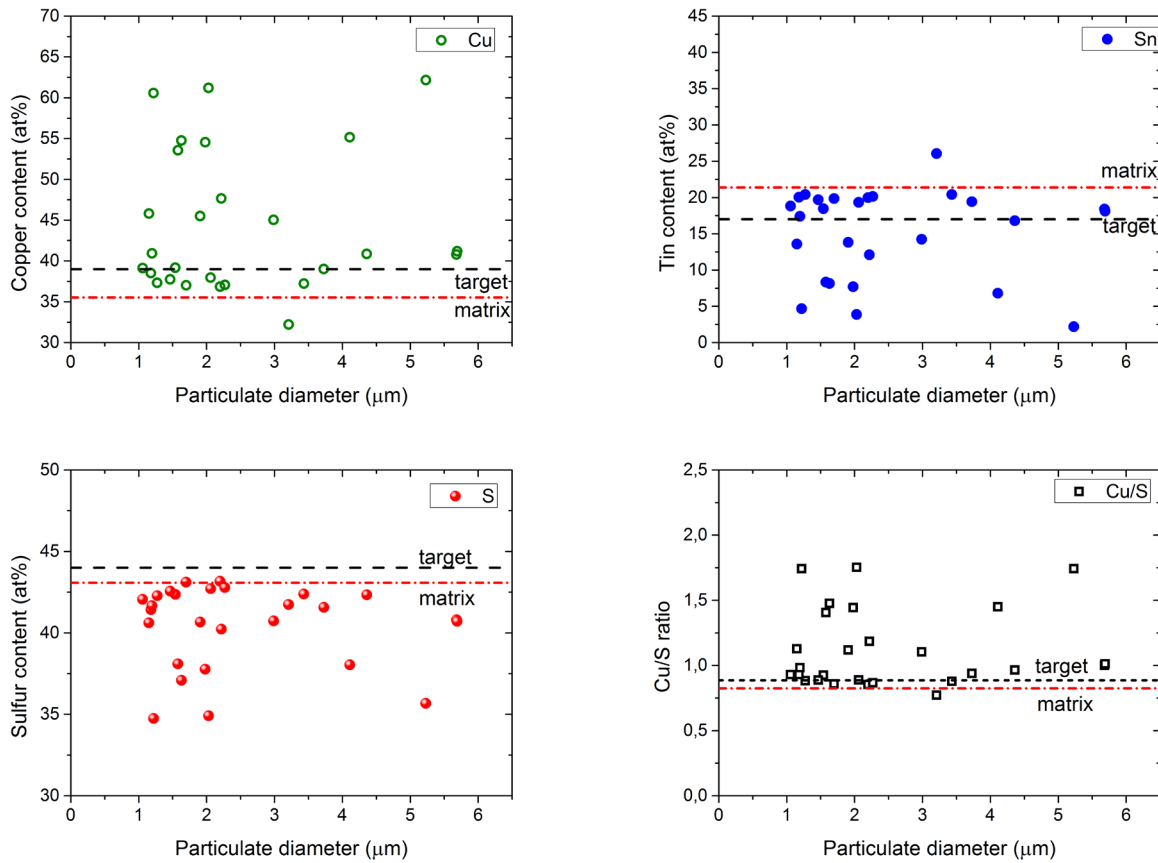 Copper content (at%)
70
65
60
55
50
45
40
35
30
Cu
target
matrix
0 1 2 3 4 5 6
Particulate diameter (μm)
Tin content (at%)
45
40
35
30
25
20
15
10
5
0
Sn
matrix
target
0 1 2 3 4 5 6
Particulate diameter (μm)
Sulfur content (at%)
50
45
40
35
30
S
target
matrix
0 1 2 3 4 5 6
Particulate diameter (μm)
Cu/S ratio
2,5
2,0
1,5
1,0
0,5
0,0
Cu/S
target
matrix
0 1 2 3 4 5 6
Particulate diameter (μm)